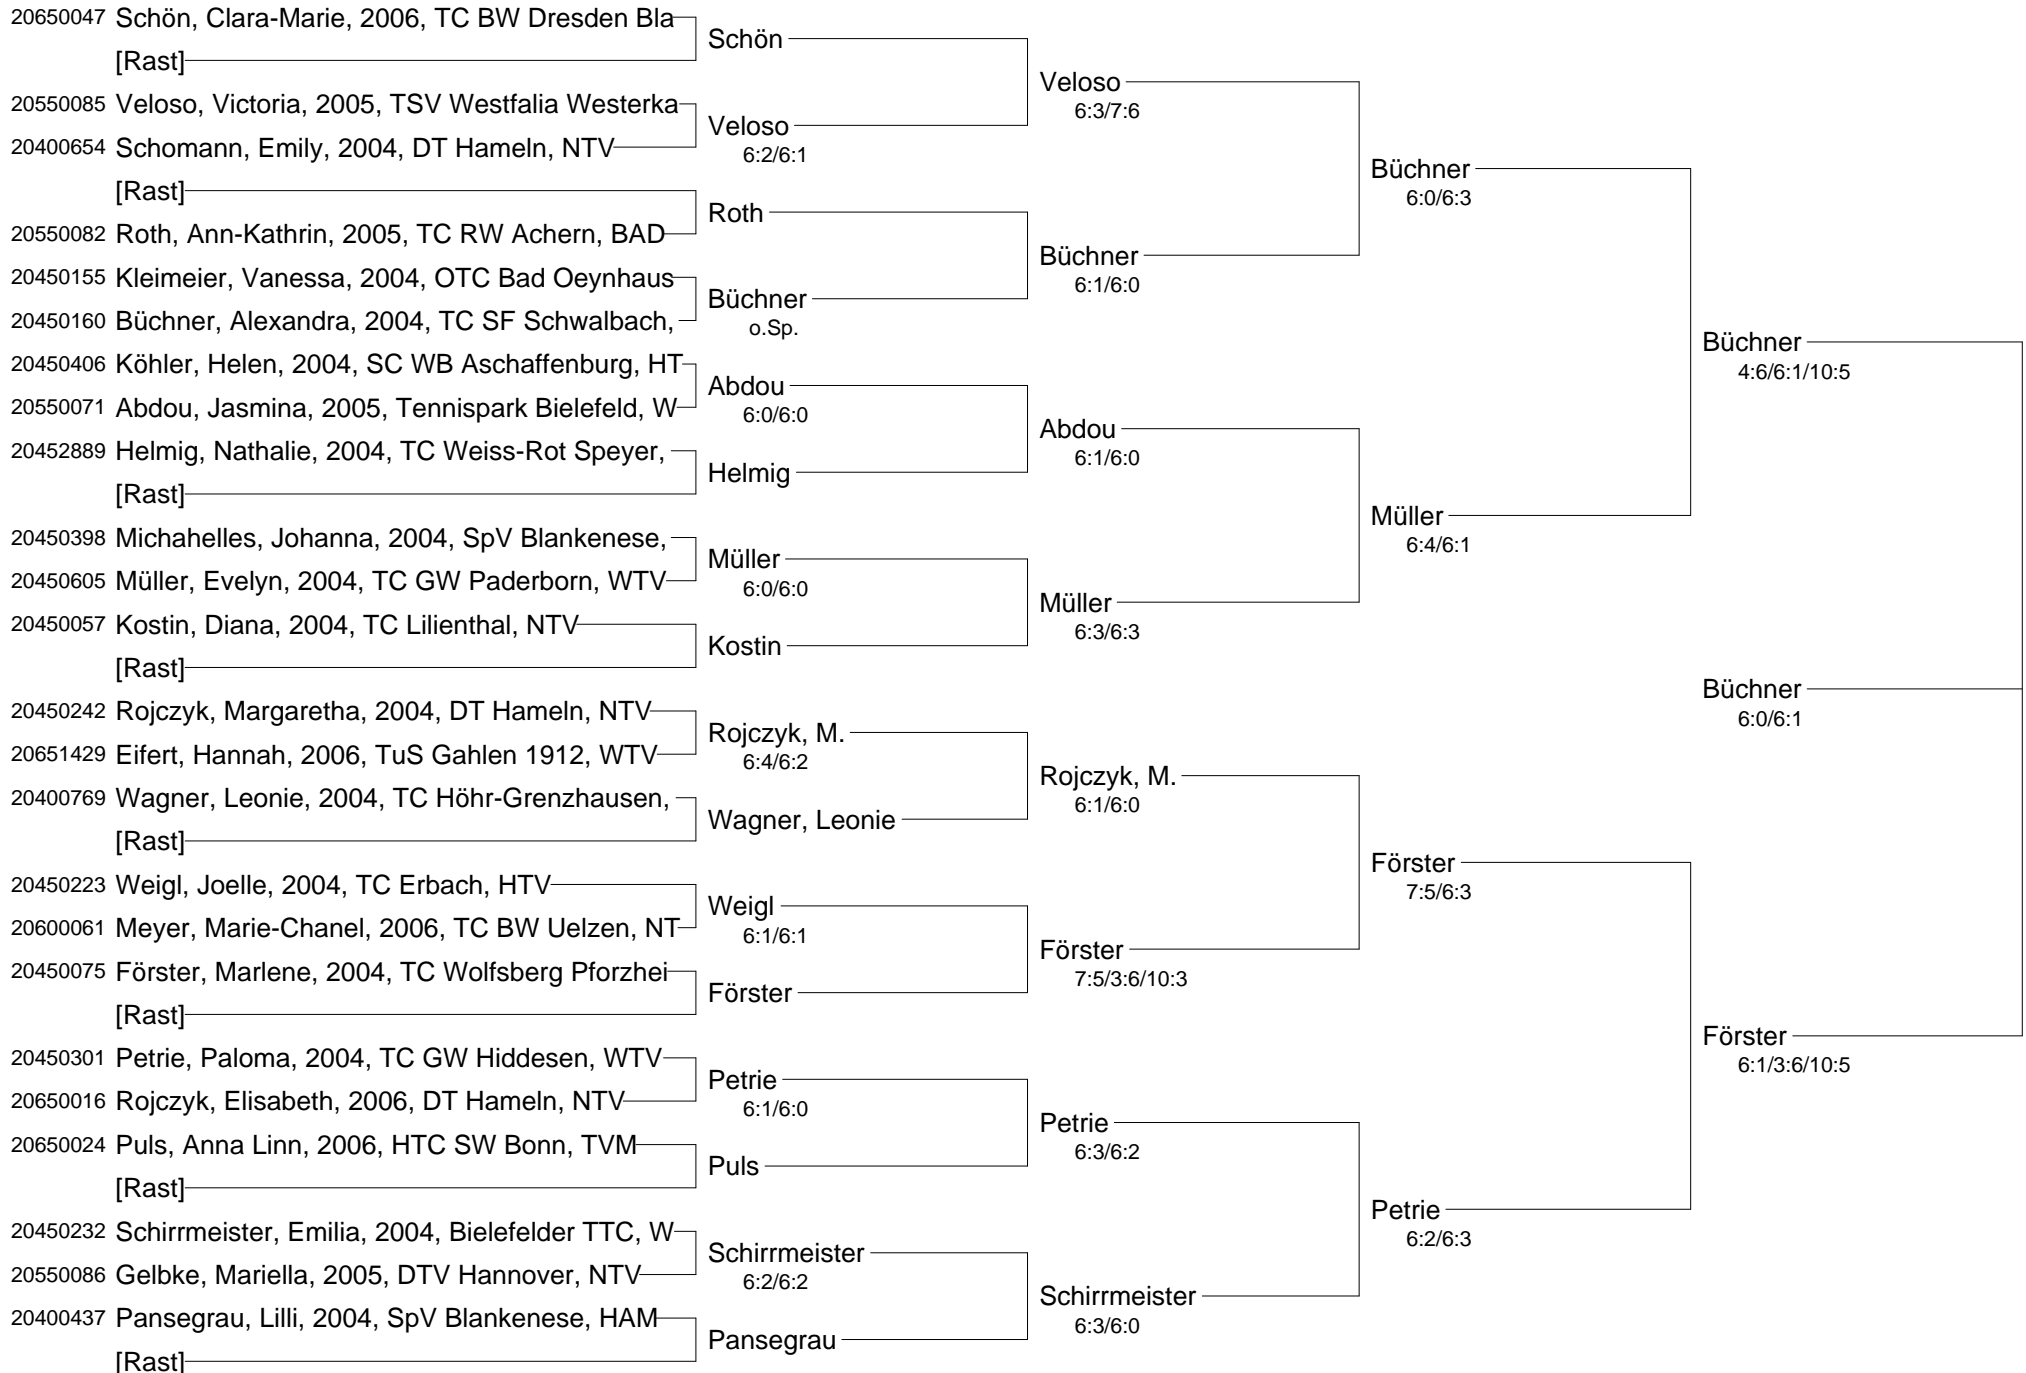 20650047 Schön, Clara-Marie, 2006, TC BW Dresden Bla
[Rast]
20550085 Veloso, Victoria, 2005, TSV Westfalia Westerka
20400654 Schomann, Emily, 2004, DT Hameln, NTV
[Rast]
20550082 Roth, Ann-Kathrin, 2005, TC RW Achern, BAD
20450155 Kleimeier, Vanessa, 2004, OTC Bad Oeynhaus
20450160 Büchner, Alexandra, 2004, TC SF Schwalbach,
20450406 Köhler, Helen, 2004, SC WB Aschaffenburg, HT
20550071 Abdou, Jasmina, 2005, Tennispark Bielefeld, W
20452889 Helmig, Nathalie, 2004, TC Weiss-Rot Speyer,
[Rast]
20450398 Michahelles, Johanna, 2004, SpV Blankenese,
20450605 Müller, Evelyn, 2004, TC GW Paderborn, WTV
20450057 Kostin, Diana, 2004, TC Lilienthal, NTV
[Rast]
20450242 Rojczyk, Margaretha, 2004, DT Hameln, NTV
20651429 Eifert, Hannah, 2006, TuS Gahlen 1912, WTV
20400769 Wagner, Leonie, 2004, TC Höhr-Grenzhausen,
[Rast]
20450223 Weigl, Joelle, 2004, TC Erbach, HTV
20600061 Meyer, Marie-Chanel, 2006, TC BW Uelzen, NT
20450075 Förster, Marlene, 2004, TC Wolfsberg Pforzhei
[Rast]
20450301 Petrie, Paloma, 2004, TC GW Hiddesen, WTV
20650016 Rojczyk, Elisabeth, 2006, DT Hameln, NTV
20650024 Puls, Anna Linn, 2006, HTC SW Bonn, TVM
[Rast]
20450232 Schirrmeister, Emilia, 2004, Bielefelder TTC, W
20550086 Gelbke, Mariella, 2005, DTV Hannover, NTV
20400437 Pansegrau, Lilli, 2004, SpV Blankenese, HAM
[Rast]
Schön
Veloso
6:2/6:1
Roth
Büchner
o.Sp.
Abdou
6:0/6:0
Helmig
Müller
6:0/6:0
Kostin
Rojczyk, M.
6:4/6:2
Wagner, Leonie
Weigl
6:1/6:1
Förster
Petrie
6:1/6:0
Puls
Schirrmeister
6:2/6:2
Pansegrau
Veloso
6:3/7:6
Büchner
6:1/6:0
Abdou
6:1/6:0
Müller
6:3/6:3
Rojczyk, M.
6:1/6:0
Förster
7:5/3:6/10:3
Petrie
6:3/6:2
Schirrmeister
6:3/6:0
Büchner
6:0/6:3
Müller
6:4/6:1
Förster
7:5/6:3
Petrie
6:2/6:3
Büchner
4:6/6:1/10:5
Büchner
6:0/6:1
Förster
6:1/3:6/10:5